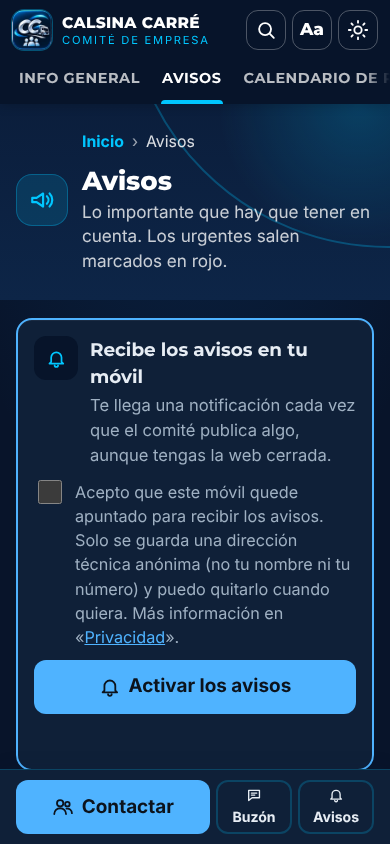 CALSINA CARRÉ
COMITÉ DE EMPRESA
Aa
INFO GENERAL
AVISOS
CALENDARIO DE
Inicio › Avisos
Avisos
Lo importante que hay que tener en
cuenta. Los urgentes salen
marcados en rojo.
Recibe los avisos en tu
móvil
Te llega una notificación cada vez
que el comité publica algo,
aunque tengas la web cerrada.
Acepto que este móvil quede
apuntado para recibir los avisos.
Solo se guarda una dirección
técnica anónima (no tu nombre ni tu
número) y puedo quitarlo cuando
quiera. Más información en
«Privacidad».
Activar los avisos
Contactar
Buzón
Avisos